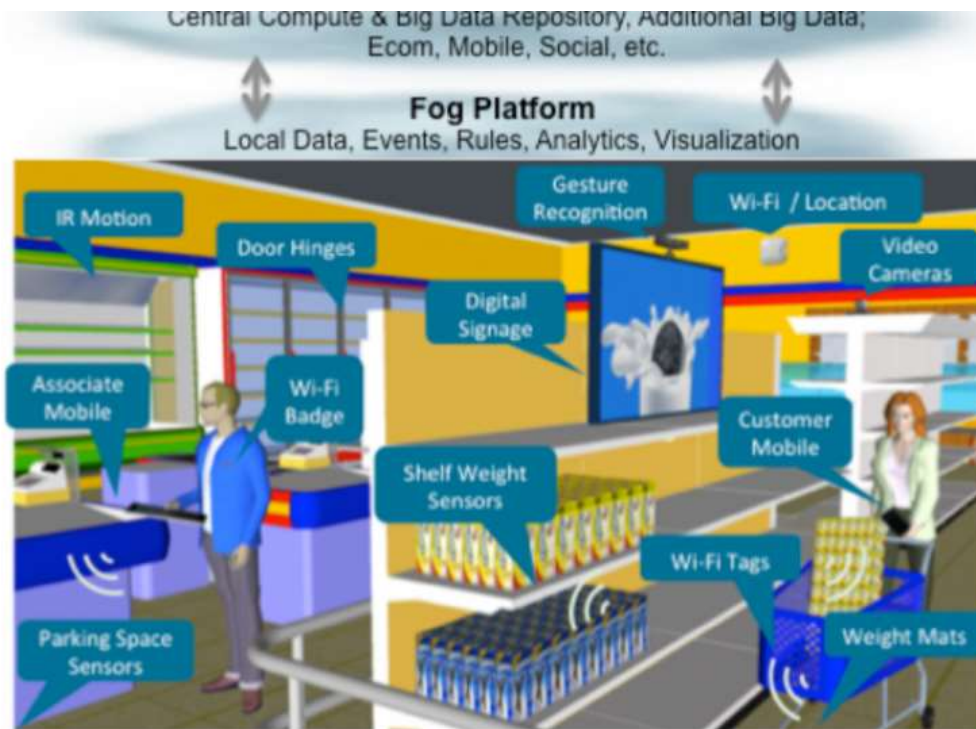 Central Compute & Big Data Repository, Additional Big Data;
Ecom, Mobile, Social, etc.
Fog Platform
Local Data, Events, Rules, Analytics, Visualization
Gesture
Recognition
Wi-Fi / Location
IR Motion
Door Hinges
Video
Cameras
Digital
Signage
Associate
Mobile
Wi-Fi
Badge
Customer
Mobile
Shelf Weight
Sensors
Wi-Fi Tags
Parking Space
Sensors
Weight Mats